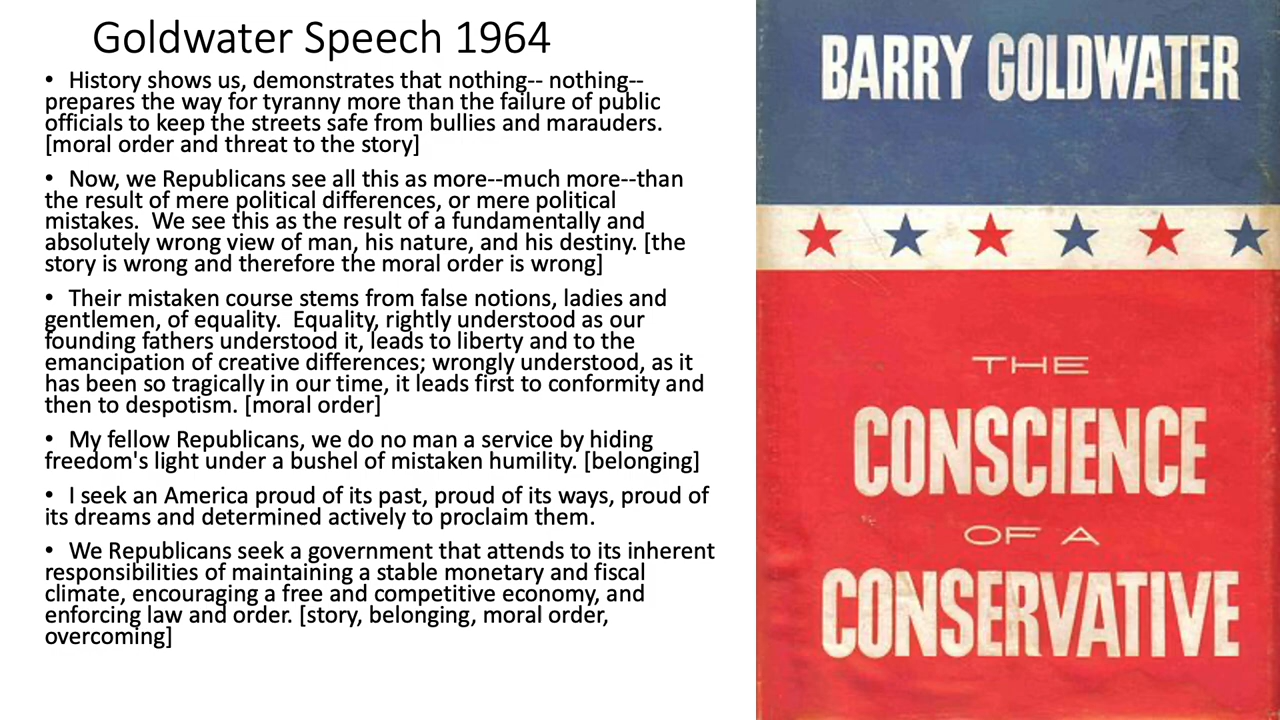 Goldwater Speech 1964
• History shows us, demonstrates that nothing-- nothing--
prepares the way for tyranny more than the failure of public
officials to keep the streets safe from bullies and marauders.
[moral order and threat to the story]
• Now, we Republicans see all this as more--much more--than
the result of mere political differences, or mere political
mistakes.  We see this as the result of a fundamentally and
absolutely wrong view of man, his nature, and his destiny. [the
story is wrong and therefore the moral order is wrong]
• Their mistaken course stems from false notions, ladies and
gentlemen, of equality.  Equality, rightly understood as our
founding fathers understood it, leads to liberty and to the
emancipation of creative differences; wrongly understood, as it
has been so tragically in our time, it leads first to conformity and
then to despotism. [moral order]
• My fellow Republicans, we do no man a service by hiding
freedom's light under a bushel of mistaken humility. [belonging]
• I seek an America proud of its past, proud of its ways, proud of
its dreams and determined actively to proclaim them.
• We Republicans seek a government that attends to its inherent
responsibilities of maintaining a stable monetary and fiscal
climate, encouraging a free and competitive economy, and
enforcing law and order. [story, belonging, moral order,
overcoming]
BARRY GOLDWATER
THE
CONSCIENCE
OF A
CONSERVATIVE